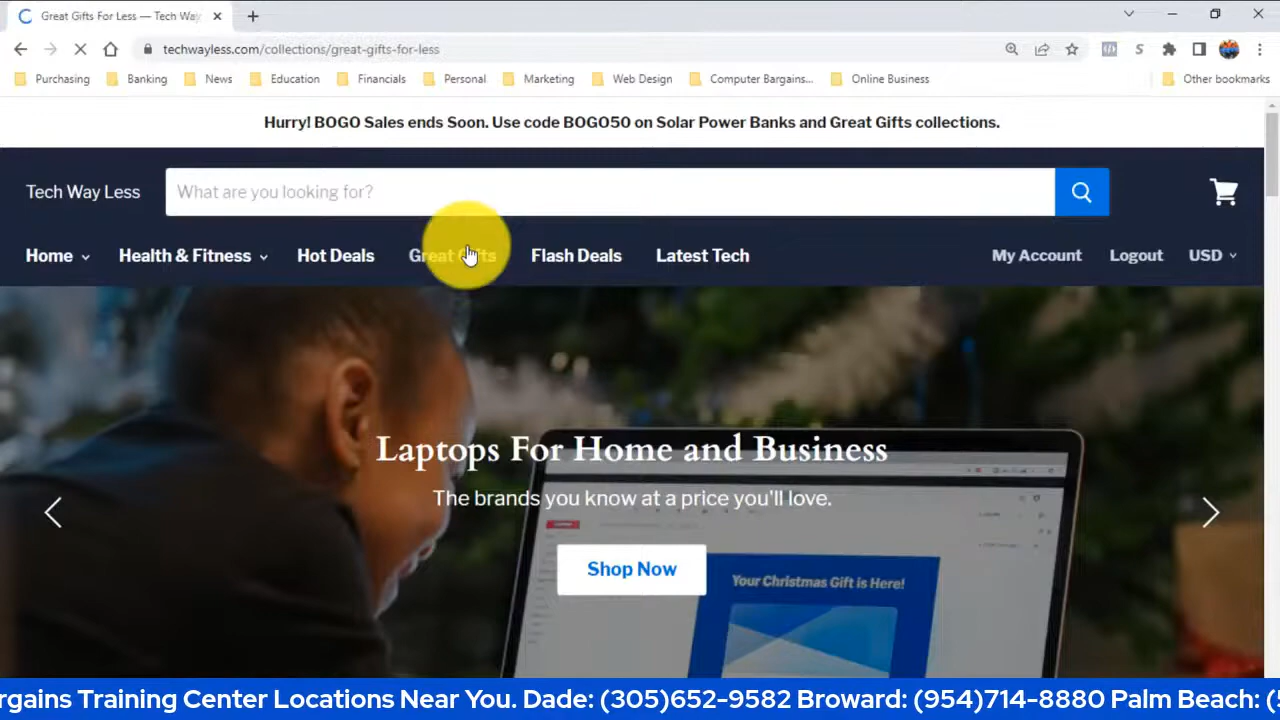 Great Gifts For Less — Tech Way
techwayless.com/collections/great-gifts-for-less
Purchasing Banking News Education Financials Personal Marketing Web Design Computer Bargains... Online Business Other bookmarks
Hurry! BOGO Sales ends Soon. Use code BOGO50 on Solar Power Banks and Great Gifts collections.
Tech Way Less What are you looking for?
Home Health & Fitness Hot Deals Great Gifts Flash Deals Latest Tech My Account Logout USD
Laptops For Home and Business
The brands you know at a price you'll love.
Shop Now
Your Christmas Gift is Here!
rgains Training Center Locations Near You. Dade: (305)652-9582 Broward: (954)714-8880 Palm Beach: (5